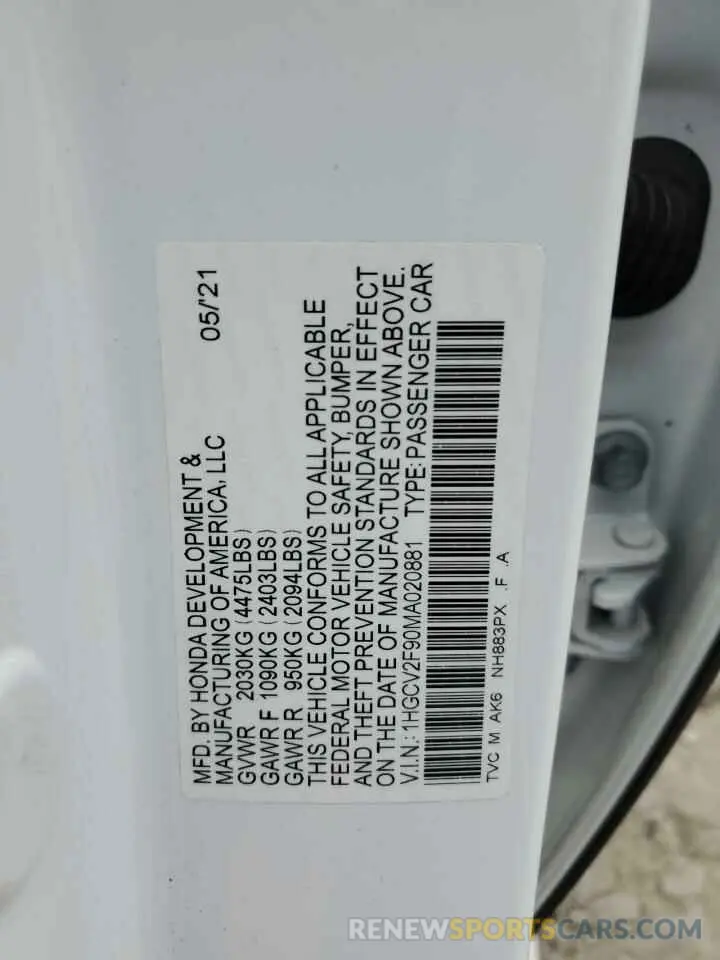 MFD. BY HONDA DEVELOPMENT &
MANUFACTURING OF AMERICA, LLC 05/'21
GVWR 2030KG (4475LBS)
GAWR F 1090KG (2403LBS)
GAWR R 950KG (2094LBS)
THIS VEHICLE CONFORMS TO ALL APPLICABLE
FEDERAL MOTOR VEHICLE SAFETY, BUMPER,
AND THEFT PREVENTION STANDARDS IN EFFECT
ON THE DATE OF MANUFACTURE SHOWN ABOVE.
V.I.N.: 1HGCV2F90MA020881 TYPE: PASSENGER CAR
TVC M AK6 NH883PX .F .A
RENEWSPORTSCARS.COM